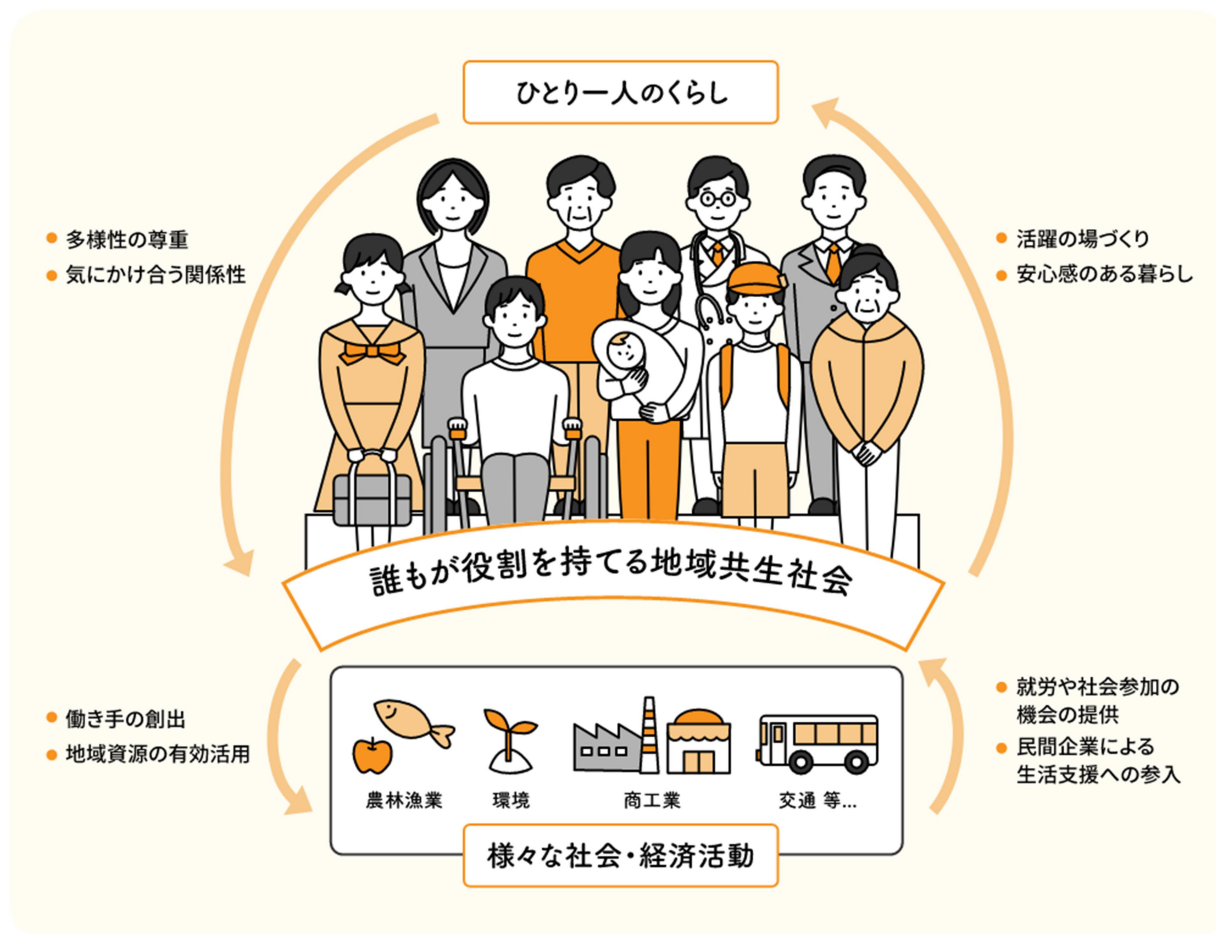 ひとり一人のくらし
● 多様性の尊重
● 気にかけ合う関係性
● 活躍の場づくり
● 安心感のある暮らし
誰もが役割を持てる地域共生社会
● 働き手の創出
● 地域資源の有効活用
● 就労や社会参加の
機会の提供
● 民間企業による
生活支援への参入
農林漁業 環境 商工業 交通 等...
様々な社会・経済活動